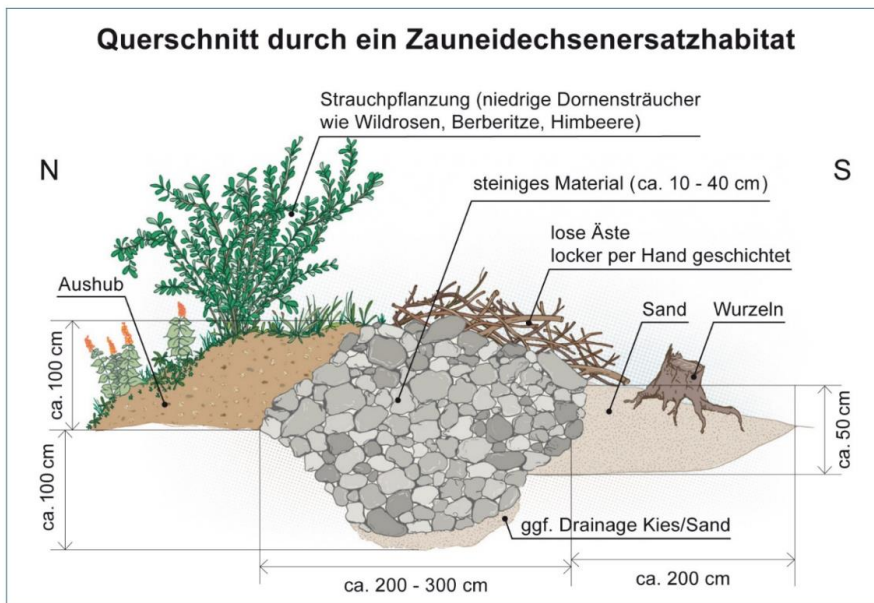 Querschnitt durch ein Zauneidechsenersatzhabitat
Strauchpflanzung (niedrige Dornensträucher
wie Wildrosen, Berberitze, Himbeere)
N
S
steiniges Material (ca. 10 - 40 cm)
lose Äste
locker per Hand geschichtet
Aushub
Sand
Wurzeln
ca. 100 cm
ca. 50 cm
ca. 100 cm
ggf. Drainage Kies/Sand
ca. 200 - 300 cm
ca. 200 cm